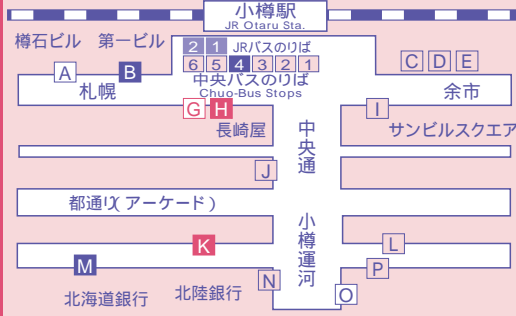 小樽駅
JR Otaru Sta.
樽石ビル 第一ビル
2 1 JRバスのりば
6 5 4 3 2 1
中央バスのりば
Chuo-Bus Stops
A B
C D E
札幌
余市
G H
I
長崎屋
サンビルスクエア
中央通
J
都通り(アーケード)
小樽運河
K
L
M
P
N
O
北海道銀行
北陸銀行